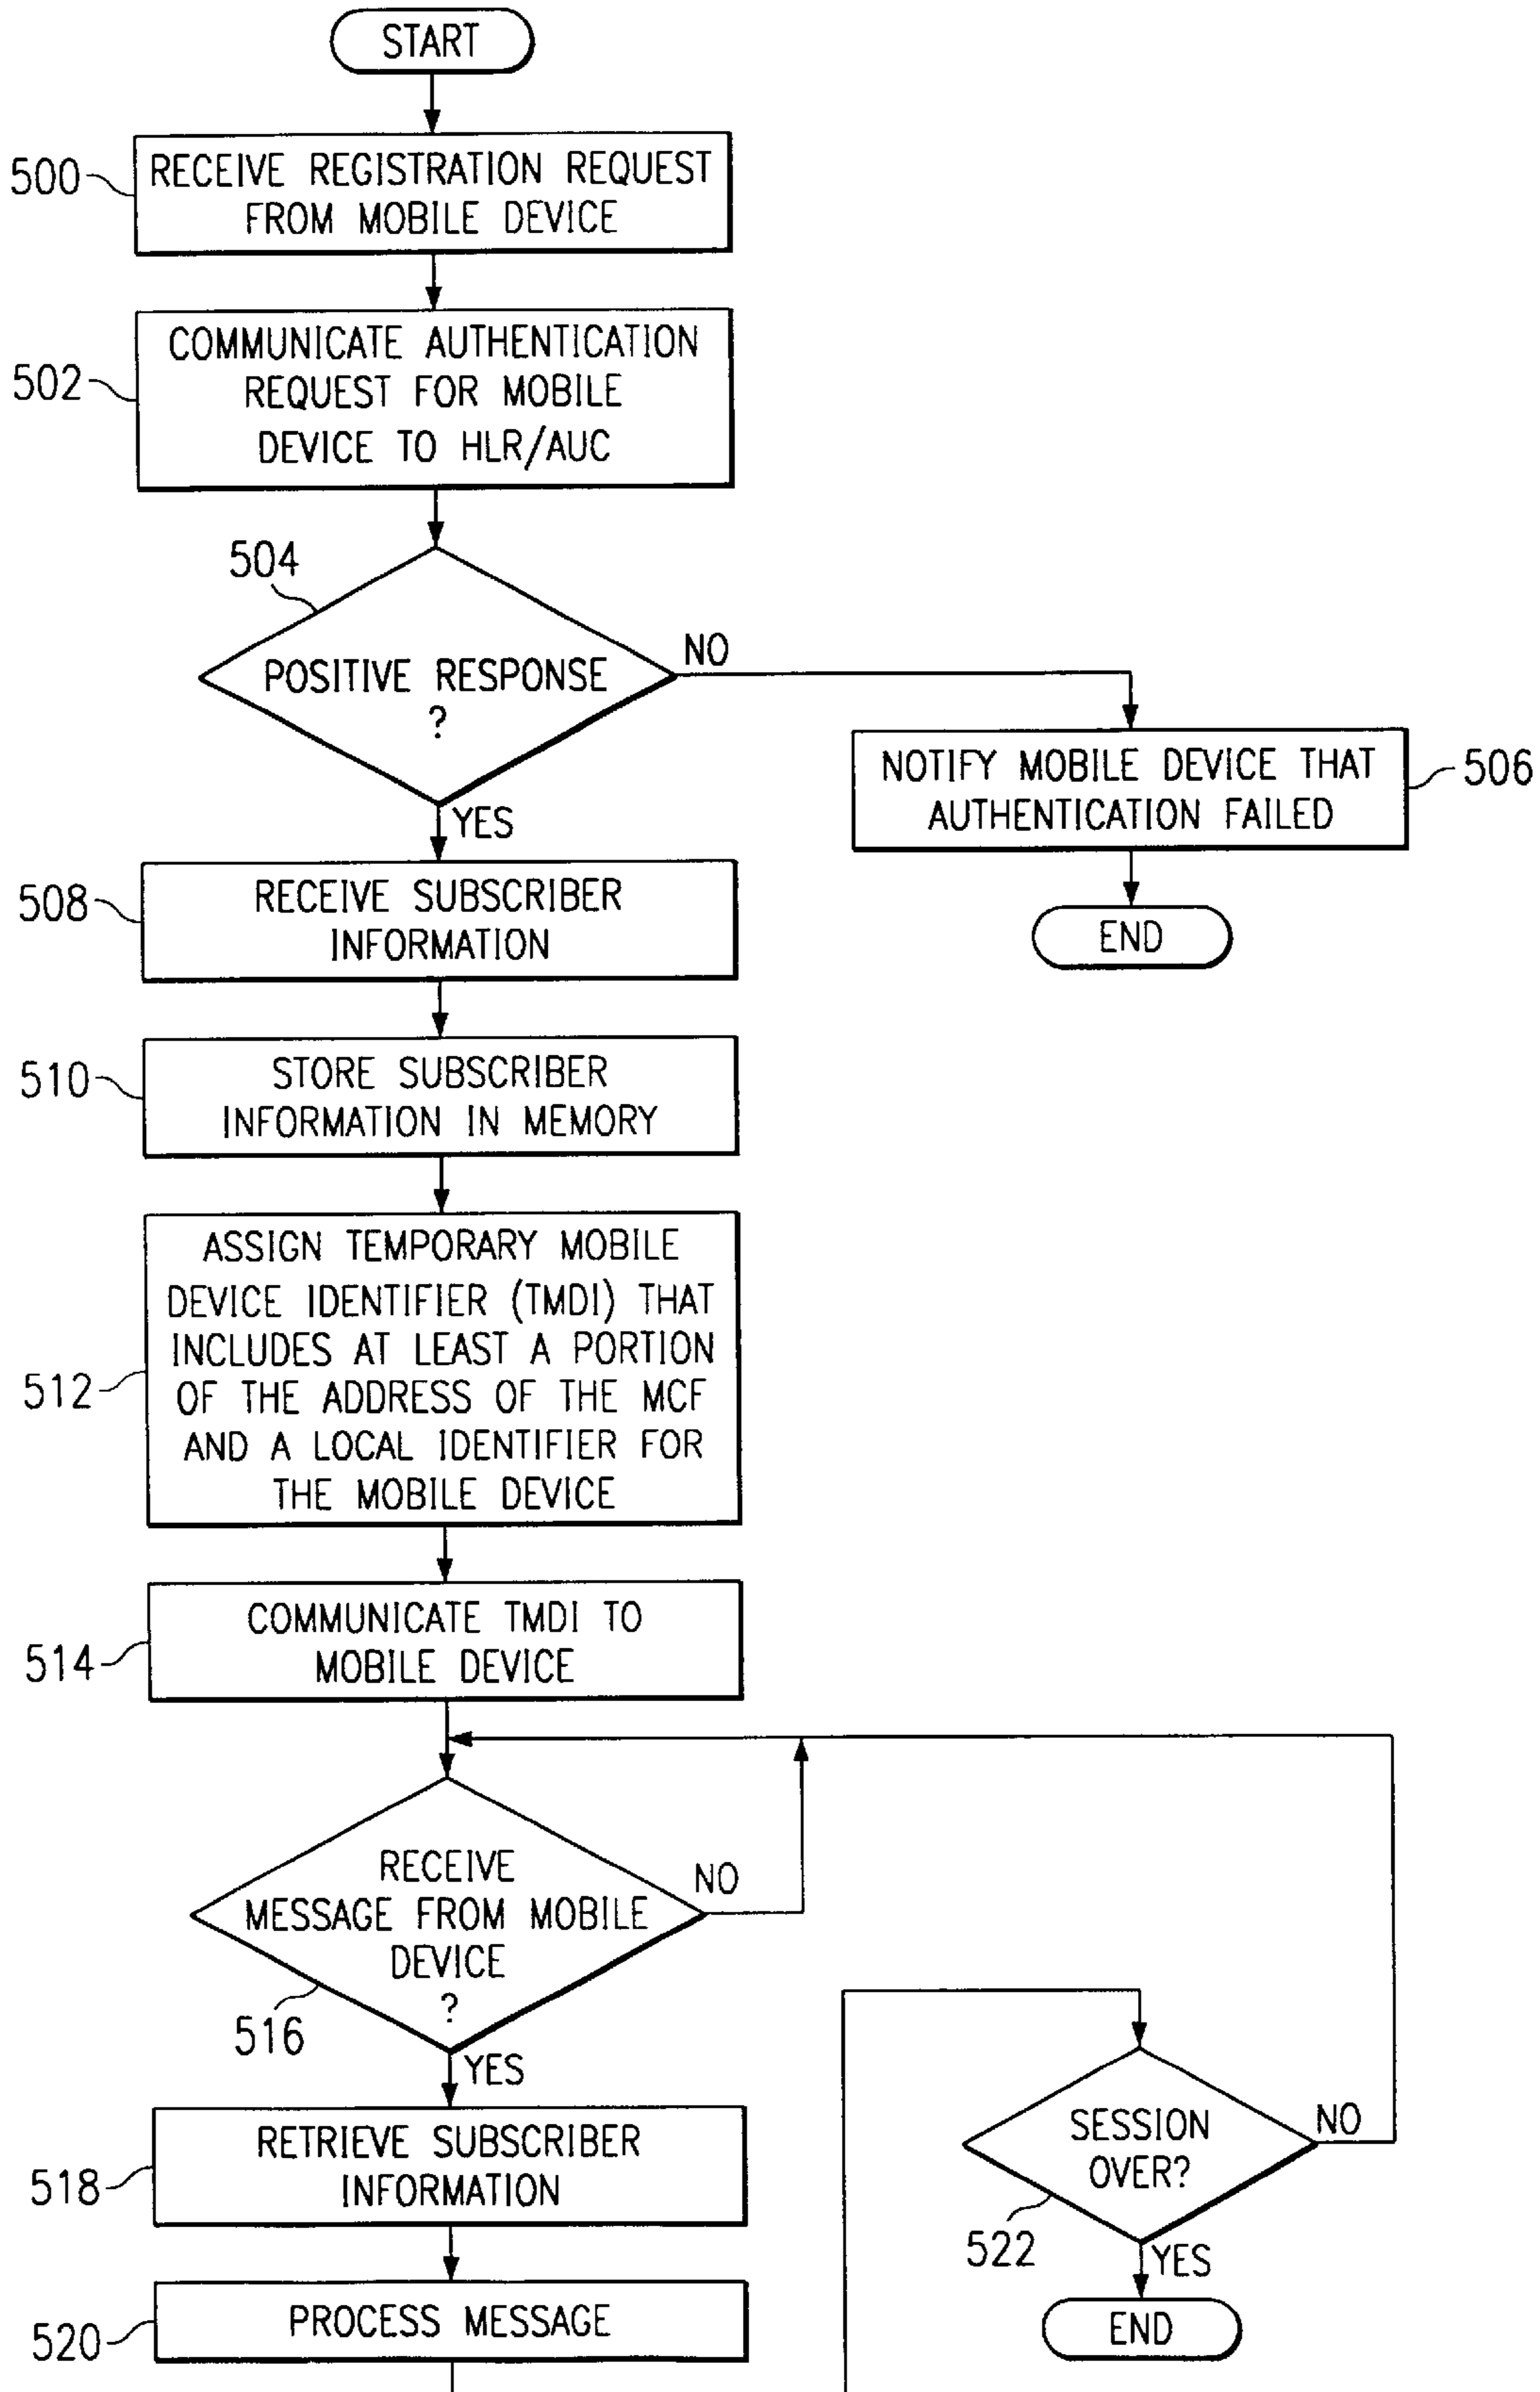 START
500
RECEIVE REGISTRATION REQUEST
FROM MOBILE DEVICE
502
COMMUNICATE AUTHENTICATION
REQUEST FOR MOBILE
DEVICE TO HLR/AUC
504
POSITIVE RESPONSE
?
NO
YES
NOTIFY MOBILE DEVICE THAT
AUTHENTICATION FAILED
506
END
508
RECEIVE SUBSCRIBER
INFORMATION
510
STORE SUBSCRIBER
INFORMATION IN MEMORY
512
ASSIGN TEMPORARY MOBILE
DEVICE IDENTIFIER (TMDI) THAT
INCLUDES AT LEAST A PORTION
OF THE ADDRESS OF THE MCF
AND A LOCAL IDENTIFIER FOR
THE MOBILE DEVICE
514
COMMUNICATE TMDI TO
MOBILE DEVICE
RECEIVE
MESSAGE FROM MOBILE
DEVICE
?
NO
516
YES
518
RETRIEVE SUBSCRIBER
INFORMATION
520
PROCESS MESSAGE
SESSION
OVER?
NO
522
YES
END